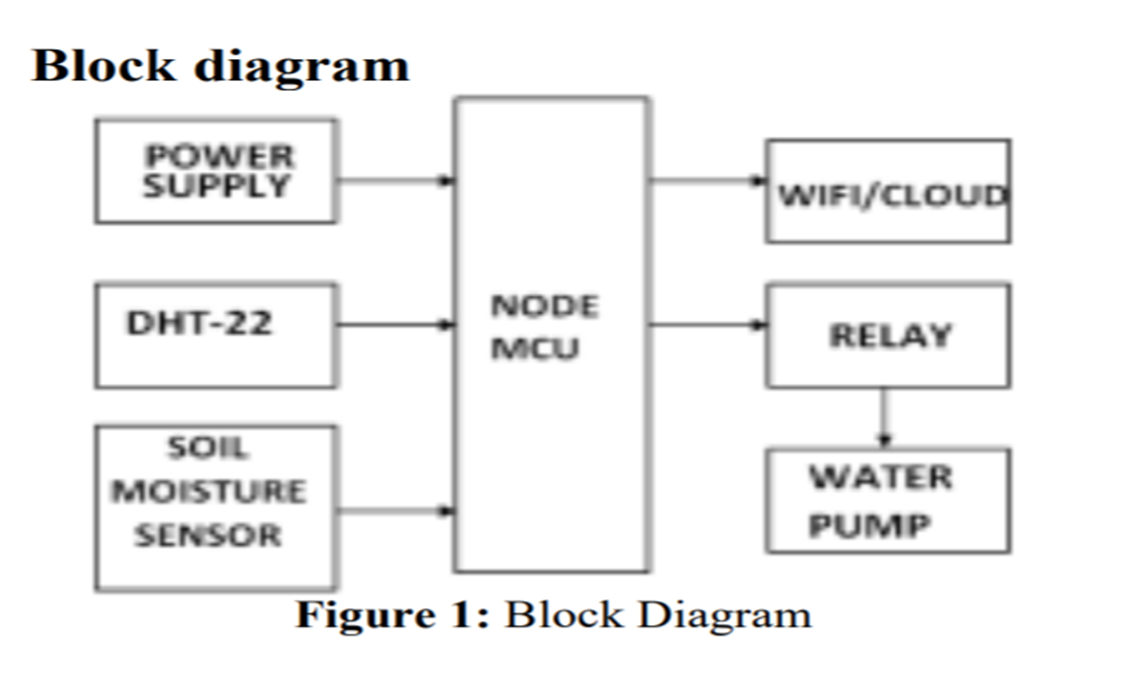 Block diagram
POWER
SUPPLY
DHT-22
SOIL
MOISTURE
SENSOR
NODE
MCU
WIFI/CLOUD
RELAY
WATER
PUMP
Figure 1: Block Diagram